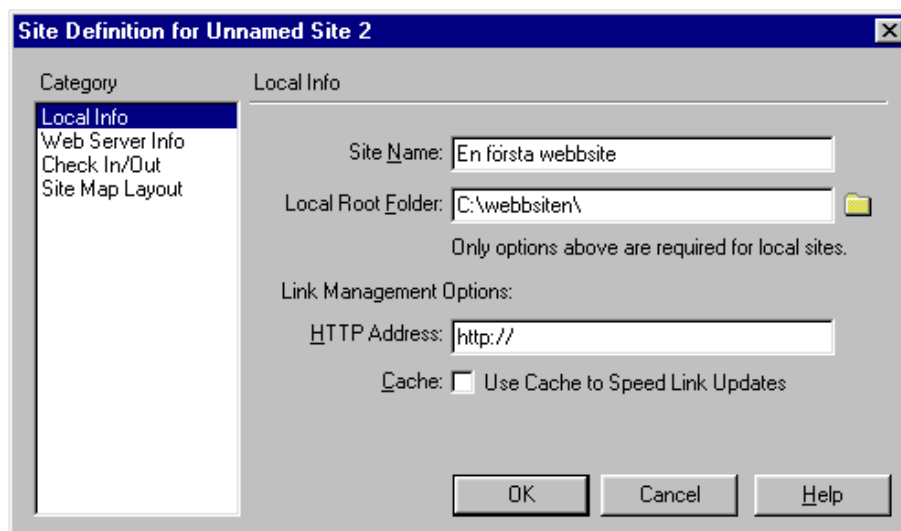 Site Definition for Unnamed Site 2
Category
Local Info
Web Server Info
Check In/Out
Site Map Layout
Local Info
Site Name: En första webbsite
Local Root Folder: C:\webbsiten\
Only options above are required for local sites.
Link Management Options:
HTTP Address: http://
Cache: Use Cache to Speed Link Updates
OK Cancel Help